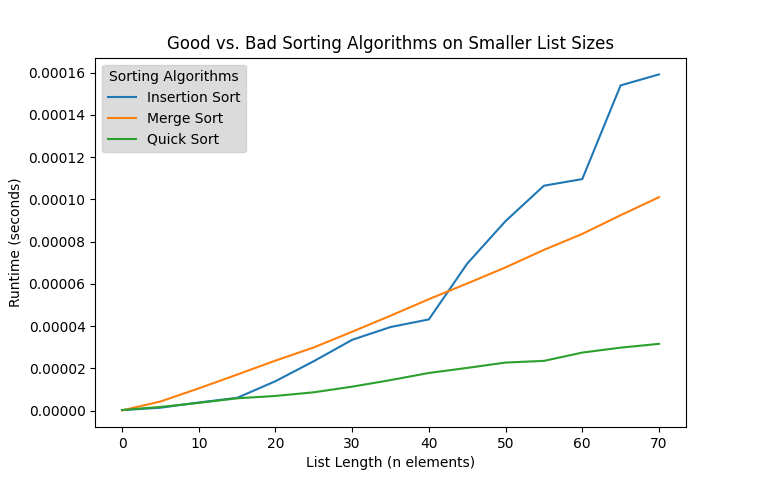 Good vs. Bad Sorting Algorithms on Smaller List Sizes
Sorting Algorithms
Insertion Sort
Merge Sort
Quick Sort
Runtime (seconds)
0.00016
0.00014
0.00012
0.00010
0.00008
0.00006
0.00004
0.00002
0.00000
0 10 20 30 40 50 60 70
List Length (n elements)